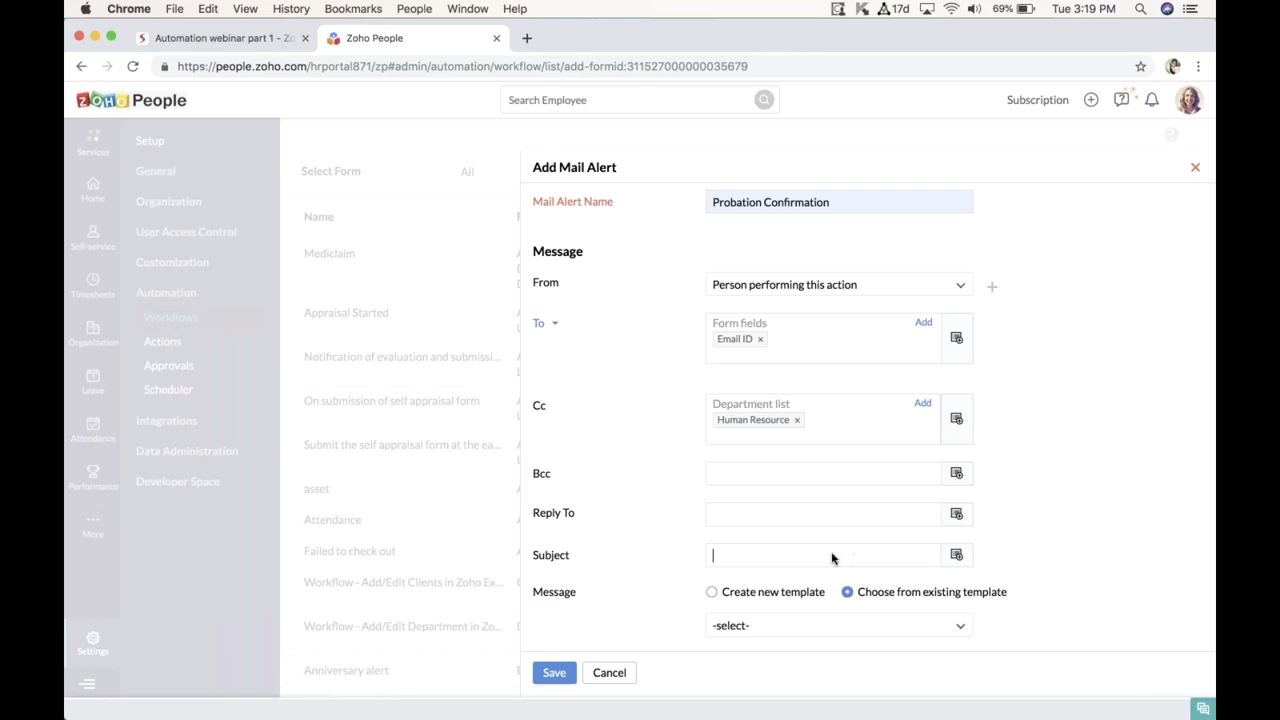 Chrome File Edit View History Bookmarks People Window Help 17d 69% Tue 3:19 PM
Automation webinar part 1 - Zo × Zoho People × +
https://people.zoho.com/hrportal871/zp#admin/automation/workflow/list/add-formid:311527000000035679
ZOHO People Search Employee Subscription
Services
Home
Self-service
Timesheets
Organization
Leave
Attendance
Performance
More
Settings
Setup
General
Organization
User Access Control
Customization
Automation
Workflows
Actions
Approvals
Scheduler
Integrations
Data Administration
Developer Space
Select Form All
Name
Mediclaim
Appraisal Started
Notification of evaluation and submissi...
On submission of self appraisal form
Submit the self appraisal form at the ea...
asset
Attendance
Failed to check out
Workflow - Add/Edit Clients in Zoho Ex...
Workflow - Add/Edit Department in Zo...
Anniversary alert
Add Mail Alert
Mail Alert Name Probation Confirmation
Message
From Person performing this action
To Form fields Add
Email ID ×
Cc Department list Add
Human Resource ×
Bcc
Reply To
Subject
Message Create new template Choose from existing template
-select-
Save Cancel